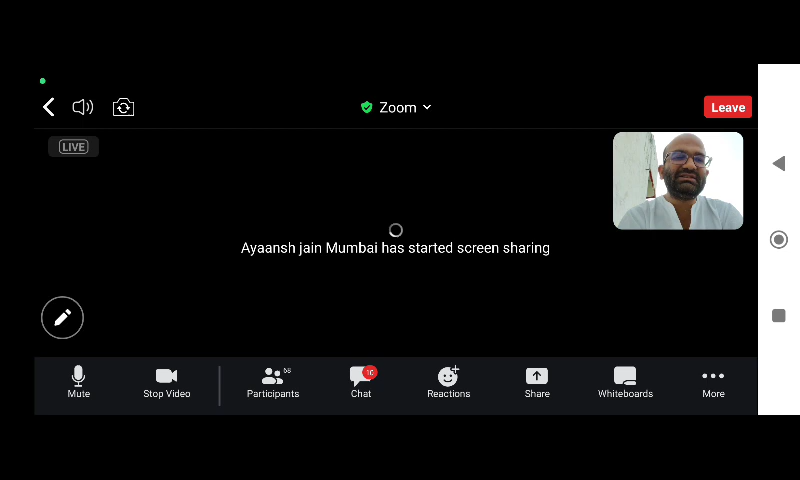 Zoom
Leave
LIVE
Ayaansh jain Mumbai has started screen sharing
Mute
Stop Video
68
Participants
10
Chat
Reactions
Share
Whiteboards
More